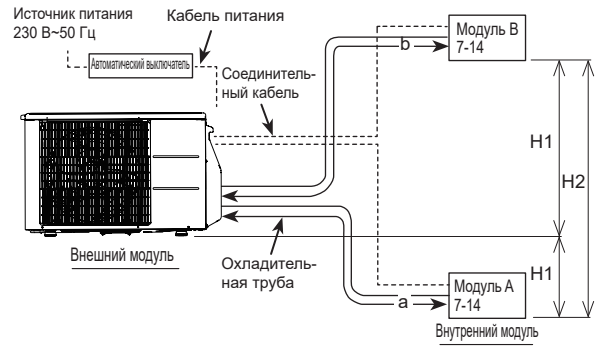 Источник питания
230 В~50 Гц
Кабель питания
Автоматический выключатель
Соединитель-
ный кабель
b
Модуль B
7-14
H1
H2
Внешний модуль
Охладитель-
ная труба
a
Модуль A
7-14
H1
Внутренний модуль